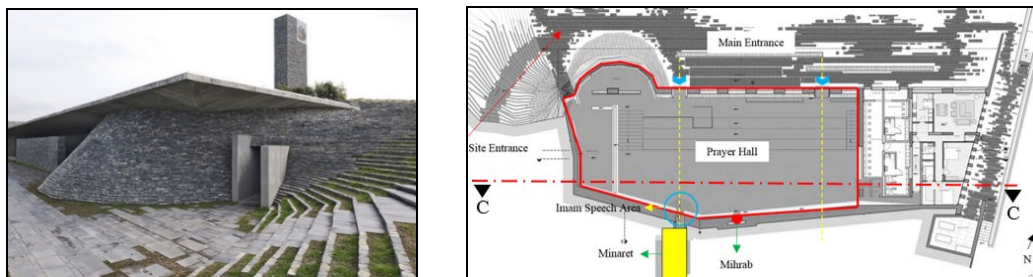 Main Entrance
Prayer Hall
Site Entrance
C
C
Imam Speech Area
Minaret
Mihrab
N